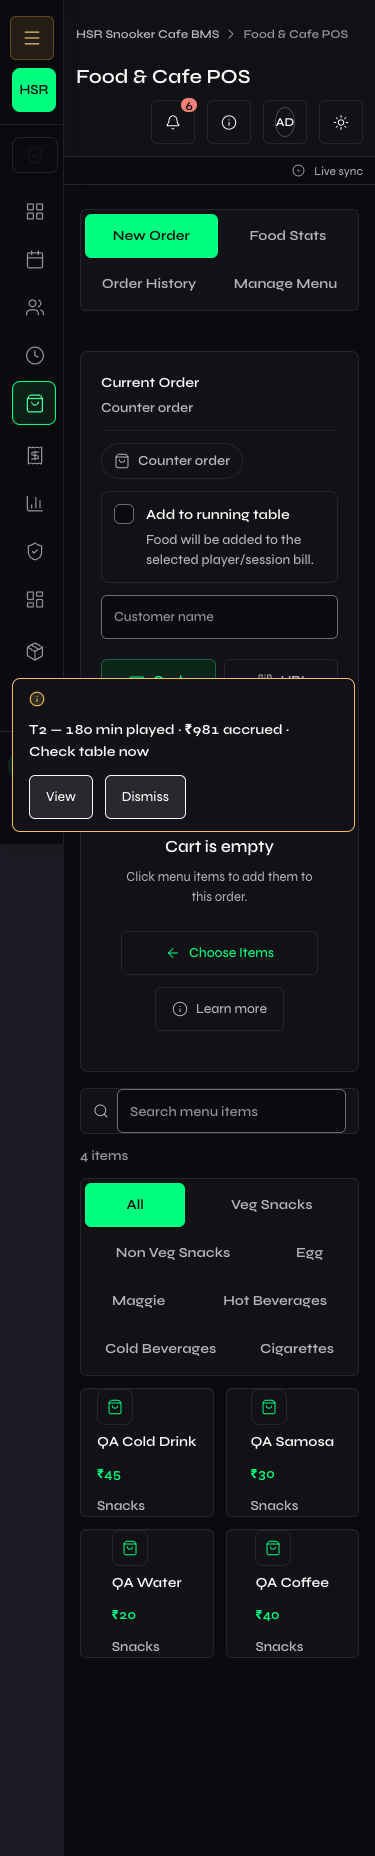 HSR
HSR Snooker Cafe BMS > Food & Cafe POS
Food & Cafe POS
6
AD
Live sync
New Order
Food Stats
Order History
Manage Menu
Current Order
Counter order
Counter order
Add to running table
Food will be added to the
selected player/session bill.
Customer name
T2 — 180 min played · ₹981 accrued ·
Check table now
View
Dismiss
Cart is empty
Click menu items to add them to
this order.
Choose Items
Learn more
Search menu items
4 items
All
Veg Snacks
Non Veg Snacks
Egg
Maggie
Hot Beverages
Cold Beverages
Cigarettes
QA Cold Drink
₹45
Snacks
QA Samosa
₹30
Snacks
QA Water
₹20
Snacks
QA Coffee
₹40
Snacks